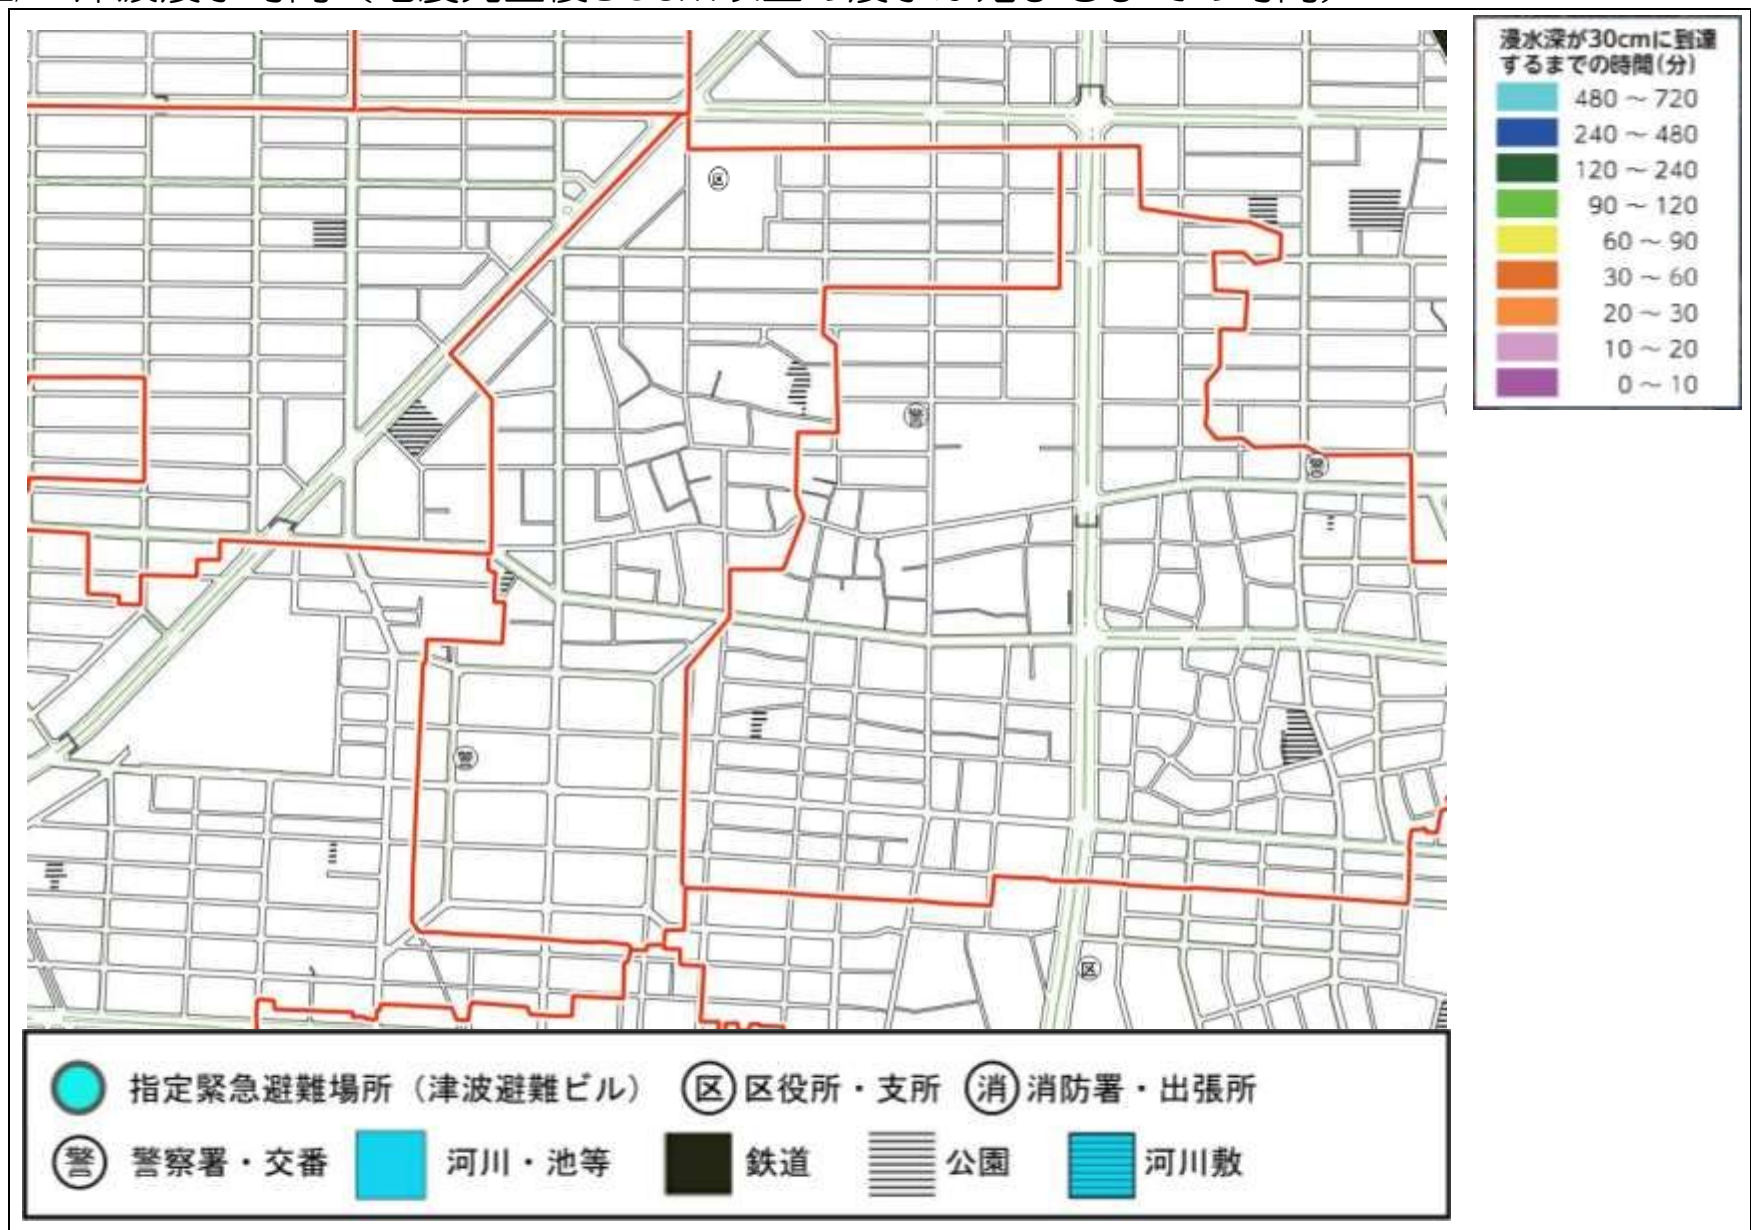 浸水深が30cmに到達
するまでの時間(分)
480 ～ 720
240 ～ 480
120 ～ 240
90 ～ 120
60 ～ 90
30 ～ 60
20 ～ 30
10 ～ 20
0 ～ 10
区
警
警
警
区
指定緊急避難場所（津波避難ビル） 区 区役所・支所 消 消防署・出張所
警 警察署・交番 河川・池等 鉄道 公園 河川敷